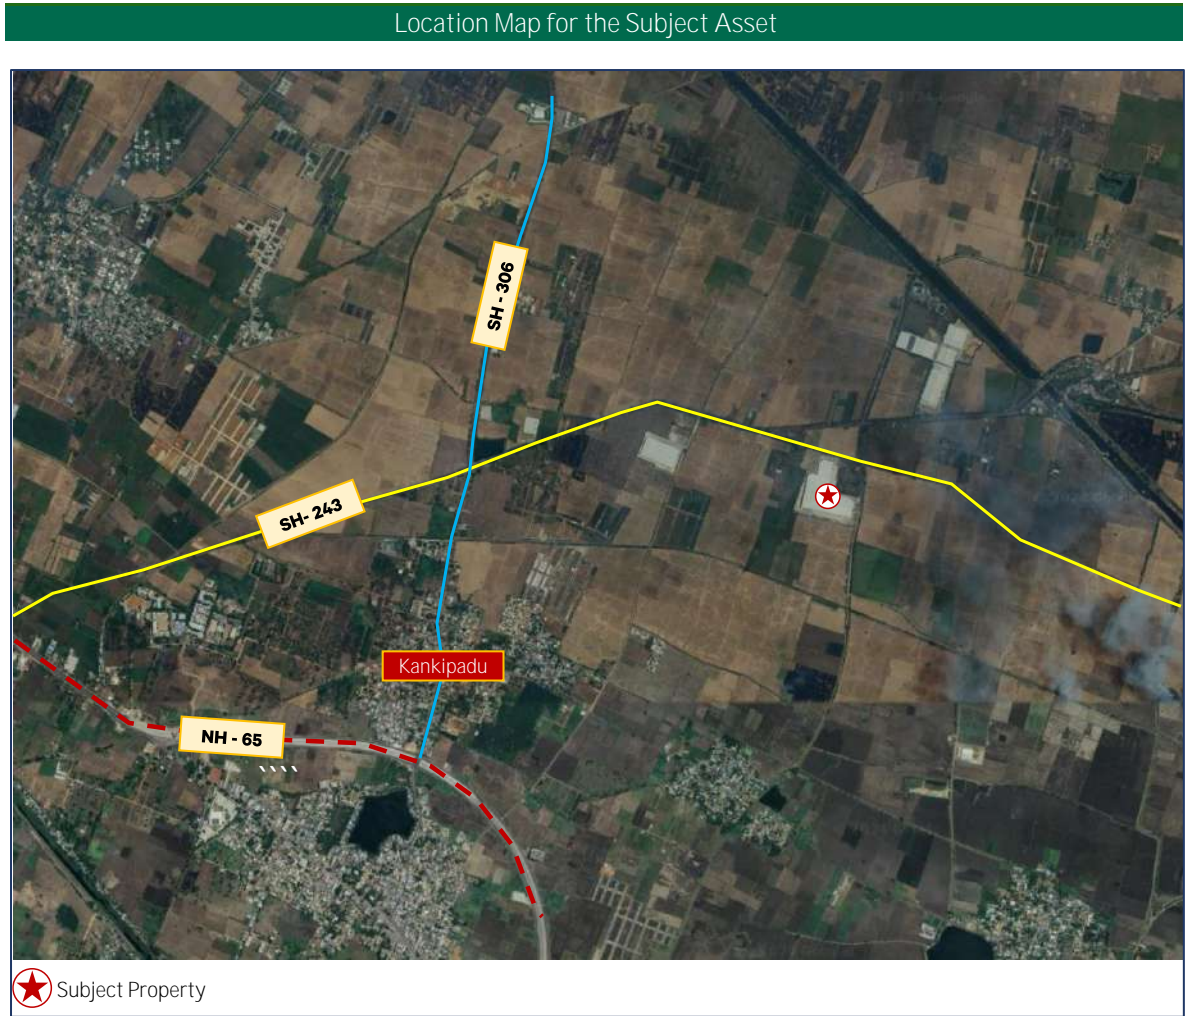 Location Map for the Subject Asset
SH - 306
SH- 243
Kankipadu
NH - 65
Subject Property